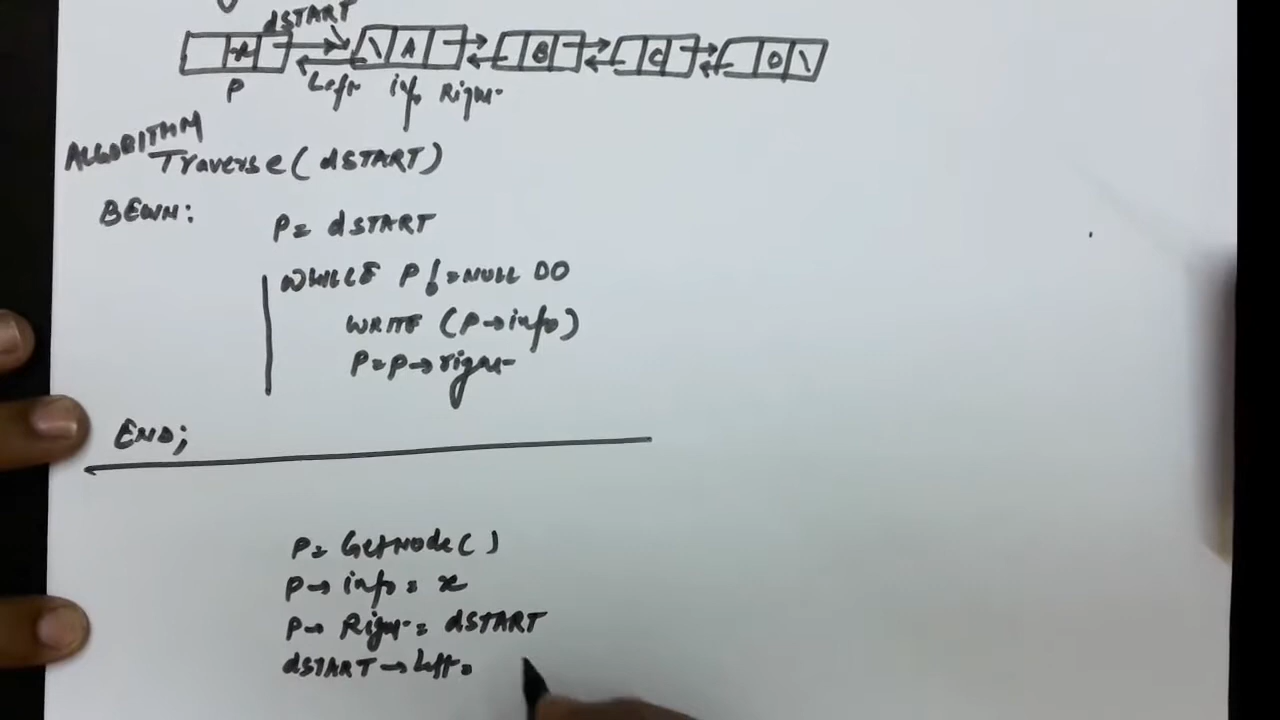 dSTART
x \ A B C D \
P Left info Right
ALGORITHM
Traverse(dSTART)
BEGIN:
P= dSTART
WHILE P!=NULL DO
WRITE (P→info)
P=P→right
END;
P= GetNode()
P→ info= x
P→ Right= dSTART
dSTART→Left=